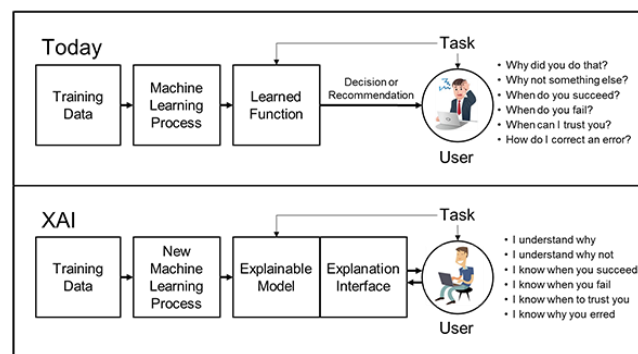 Today
Task
Training
Data
Machine
Learning
Process
Learned
Function
Decision or
Recommendation
User
• Why did you do that?
• Why not something else?
• When do you succeed?
• When do you fail?
• When can I trust you?
• How do I correct an error?
XAI
Task
Training
Data
New
Machine
Learning
Process
Explainable
Model
Explanation
Interface
User
• I understand why
• I understand why not
• I know when you succeed
• I know when you fail
• I know when to trust you
• I know why you erred